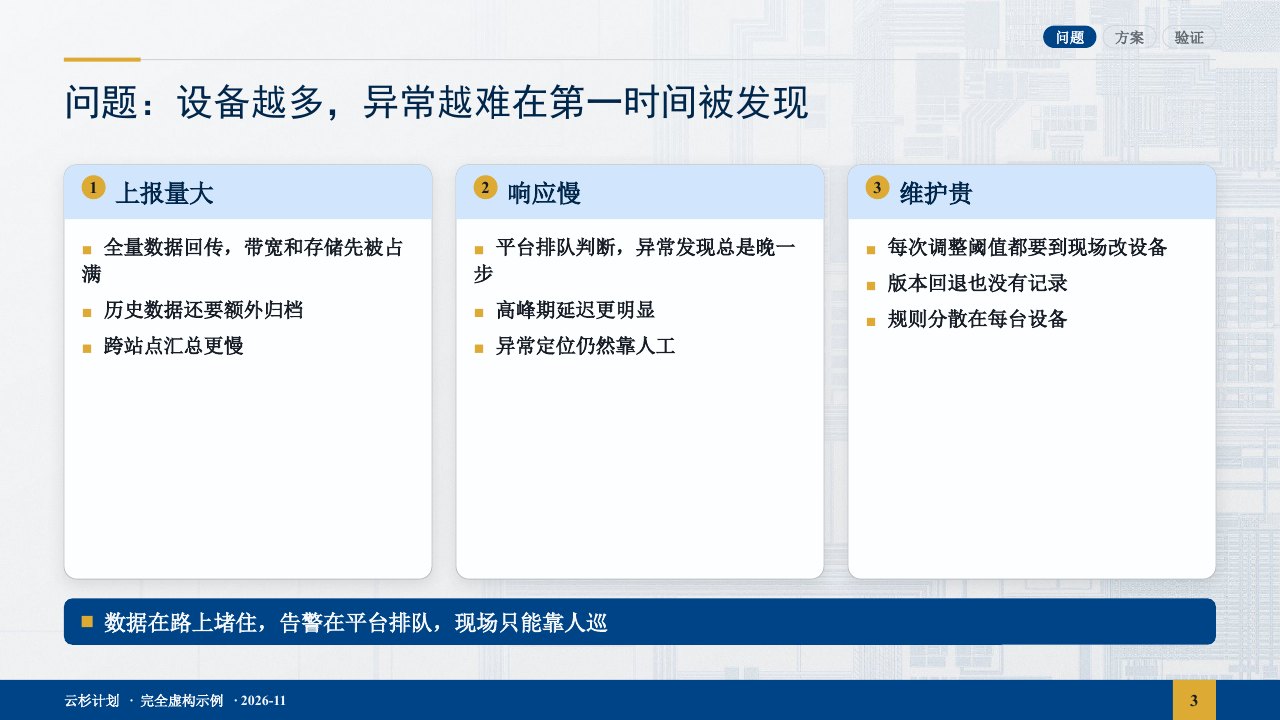 问题 方案 验证
问题：设备越多，异常越难在第一时间被发现
1 上报量大
全量数据回传，带宽和存储先被占
满
历史数据还要额外归档
跨站点汇总更慢
2 响应慢
平台排队判断，异常发现总是晚一
步
高峰期延迟更明显
异常定位仍然靠人工
3 维护贵
每次调整阈值都要到现场改设备
版本回退也没有记录
规则分散在每台设备
数据在路上堵住，告警在平台排队，现场只能靠人巡
云杉计划 · 完全虚构示例 · 2026-11
3